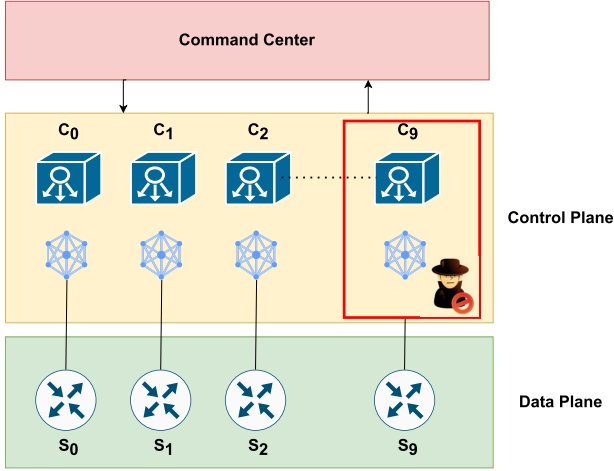 Command Center
C0 C1 C2 C9
Control Plane
Data Plane
S0 S1 S2 S9